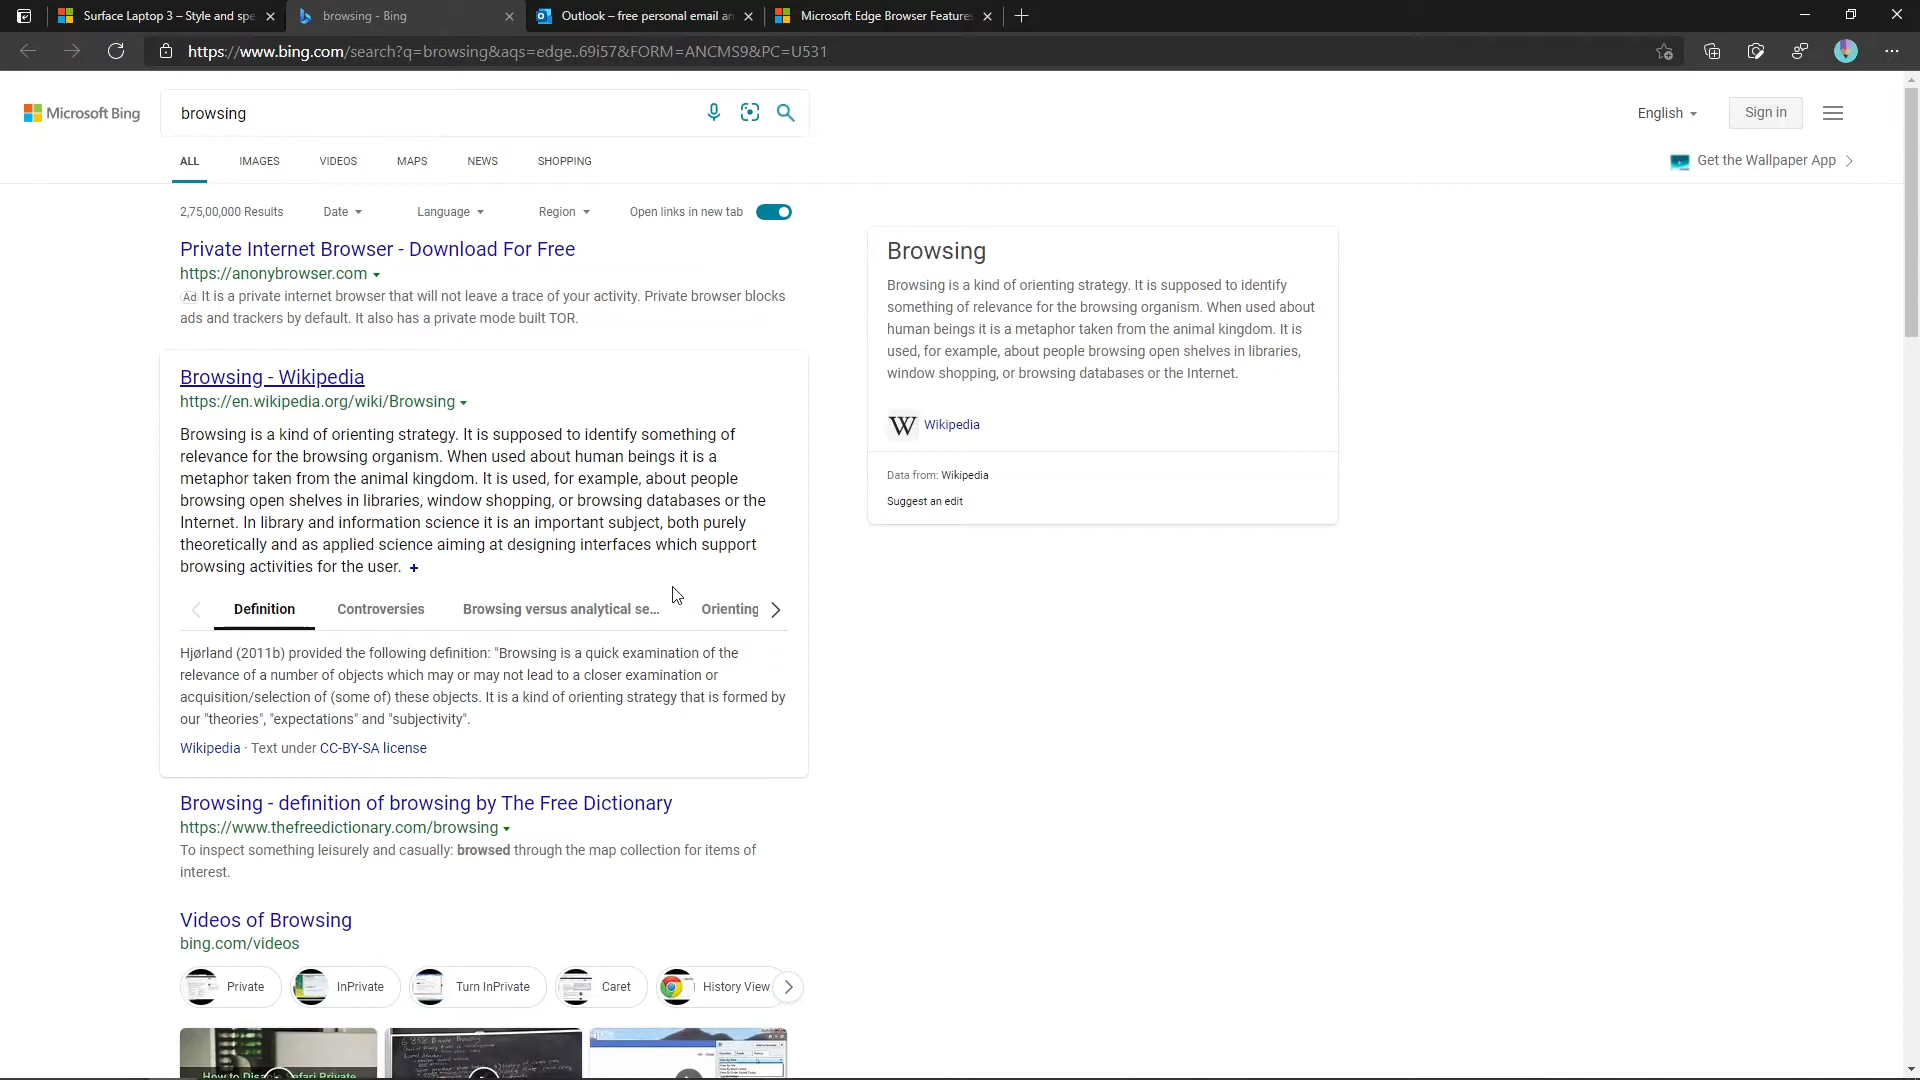 Surface Laptop 3 – Style and spe
browsing - Bing
Outlook – free personal email an
Microsoft Edge Browser Features
https://www.bing.com/search?q=browsing&aqs=edge..69i57&FORM=ANCMS9&PC=U531
Microsoft Bing
browsing
English
Sign in
ALL
IMAGES
VIDEOS
MAPS
NEWS
SHOPPING
Get the Wallpaper App
2,75,00,000 Results
Date
Language
Region
Open links in new tab
Private Internet Browser - Download For Free
https://anonybrowser.com
Ad It is a private internet browser that will not leave a trace of your activity. Private browser blocks
ads and trackers by default. It also has a private mode built TOR.
Browsing - Wikipedia
https://en.wikipedia.org/wiki/Browsing
Browsing is a kind of orienting strategy. It is supposed to identify something of
relevance for the browsing organism. When used about human beings it is a
metaphor taken from the animal kingdom. It is used, for example, about people
browsing open shelves in libraries, window shopping, or browsing databases or the
Internet. In library and information science it is an important subject, both purely
theoretically and as applied science aiming at designing interfaces which support
browsing activities for the user. +
Definition
Controversies
Browsing versus analytical se...
Orienting
Hjørland (2011b) provided the following definition: "Browsing is a quick examination of the
relevance of a number of objects which may or may not lead to a closer examination or
acquisition/selection of (some of) these objects. It is a kind of orienting strategy that is formed by
our "theories", "expectations" and "subjectivity".
Wikipedia · Text under CC-BY-SA license
Browsing - definition of browsing by The Free Dictionary
https://www.thefreedictionary.com/browsing
To inspect something leisurely and casually: browsed through the map collection for items of
interest.
Videos of Browsing
bing.com/videos
Private
InPrivate
Turn InPrivate
Caret
History View
How to Disa
afari Private
Browsing
Browsing is a kind of orienting strategy. It is supposed to identify
something of relevance for the browsing organism. When used about
human beings it is a metaphor taken from the animal kingdom. It is
used, for example, about people browsing open shelves in libraries,
window shopping, or browsing databases or the Internet.
W Wikipedia
Data from: Wikipedia
Suggest an edit